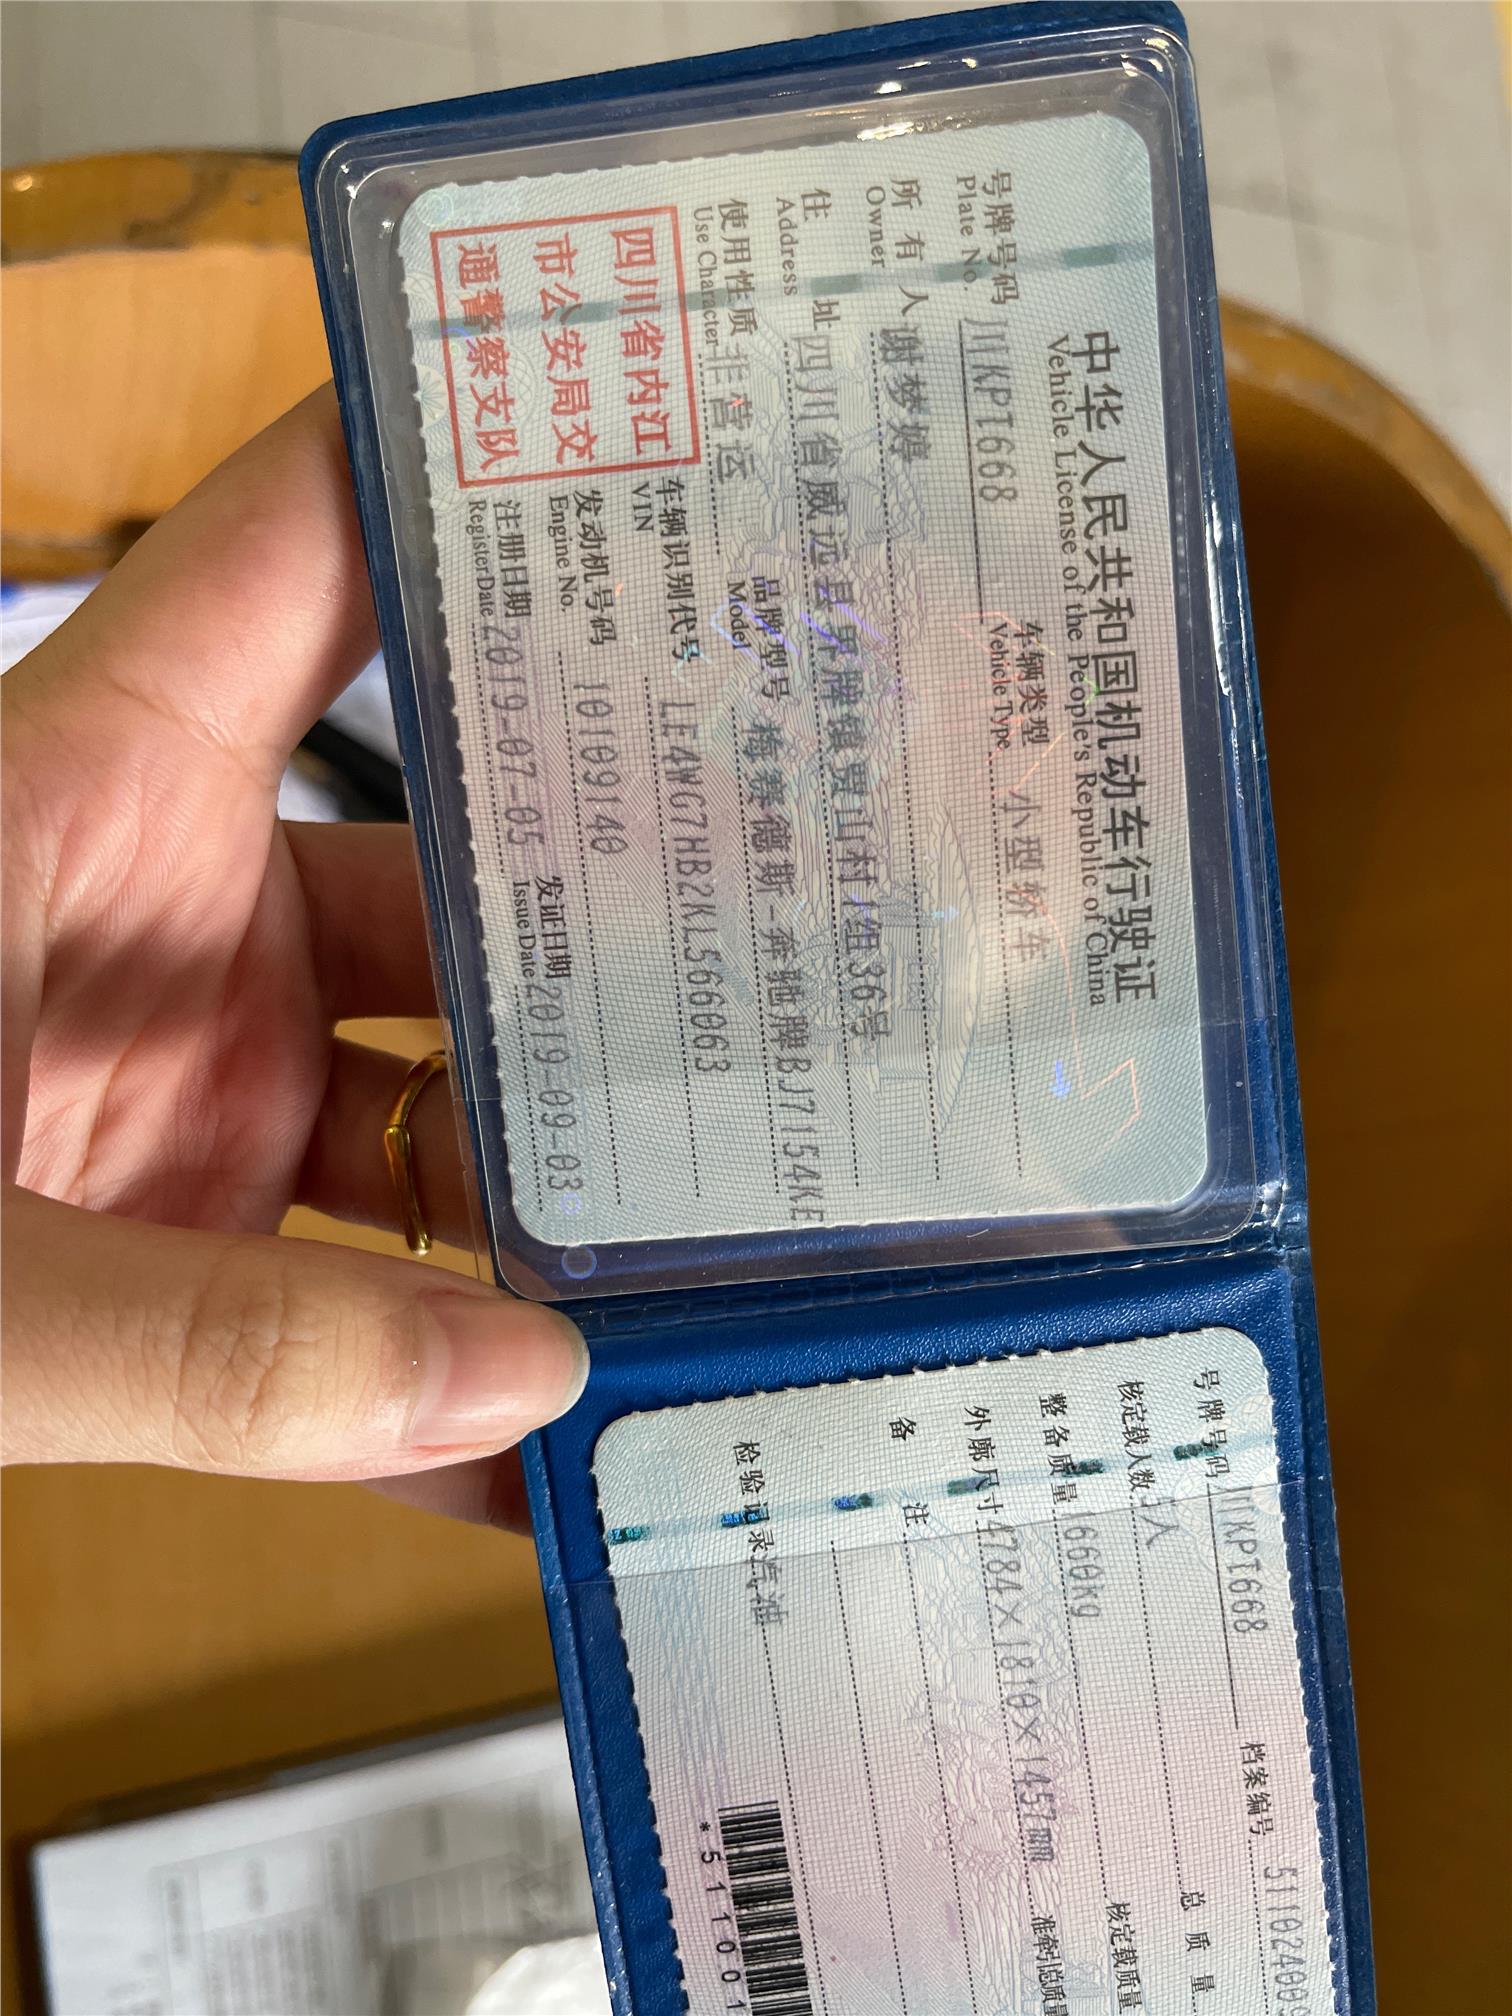 中华人民共和国机动车行驶证
Vehicle License of the People's Republic of China
号牌号码 川KPT668 车辆类型 小型轿车
Plate No. Vehicle Type
所有人 谢梦婷
Owner
住址 四川省威远县界牌镇贾山村1组36号
Address
使用性质 非营运 品牌型号 梅赛德斯-奔驰牌BJ7154KE
Use Character Model
四川省内江
市公安局交
通警察支队
车辆识别代号 LE4WG7HB2KL566063
VIN
发动机号码 10109140
Engine No.
注册日期 2019-07-05 发证日期 2019-09-03
Register Date Issue Date
号牌号码 川KPT668 档案编号
核定载人数 5人 总质量
整备质量 1660kg 核定载质量
外廓尺寸 4784×1810×1457mm 准牵引总质量
备注
检验记录 汽油